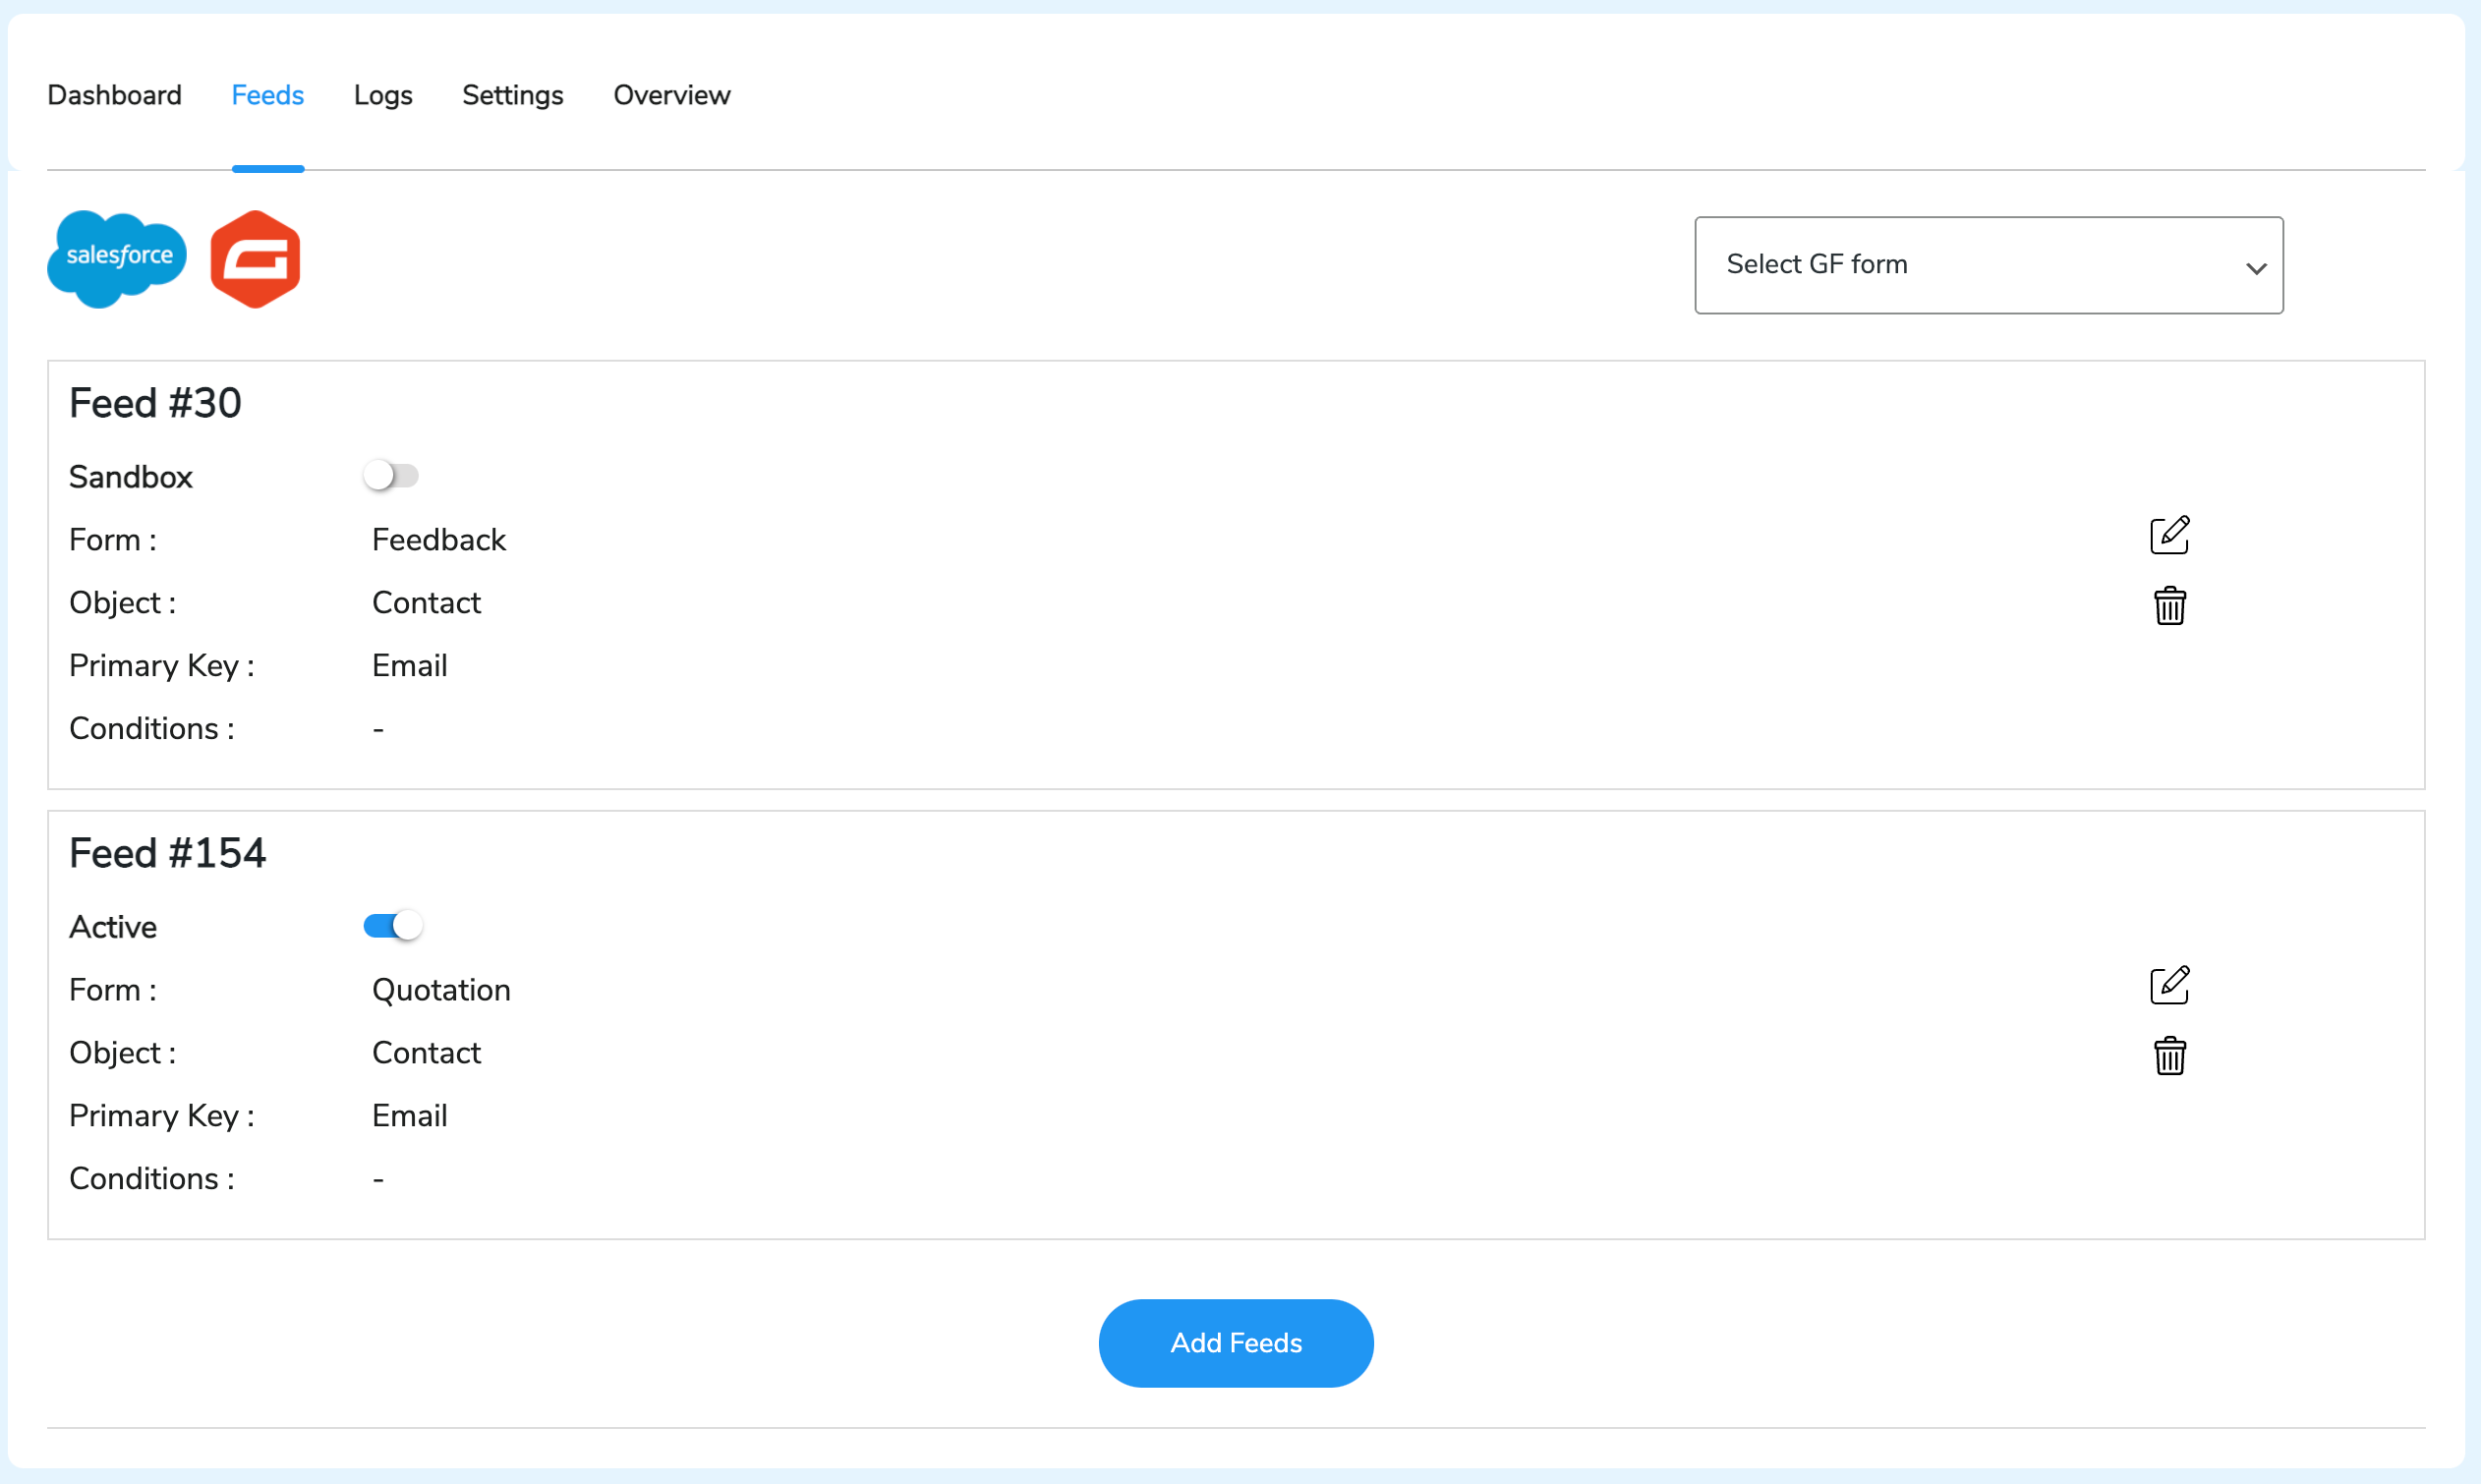 Dashboard Feeds Logs Settings Overview
salesforce
Select GF form
Feed #30
Sandbox
Form : Feedback
Object : Contact
Primary Key : Email
Conditions : -
Feed #154
Active
Form : Quotation
Object : Contact
Primary Key : Email
Conditions : -
Add Feeds